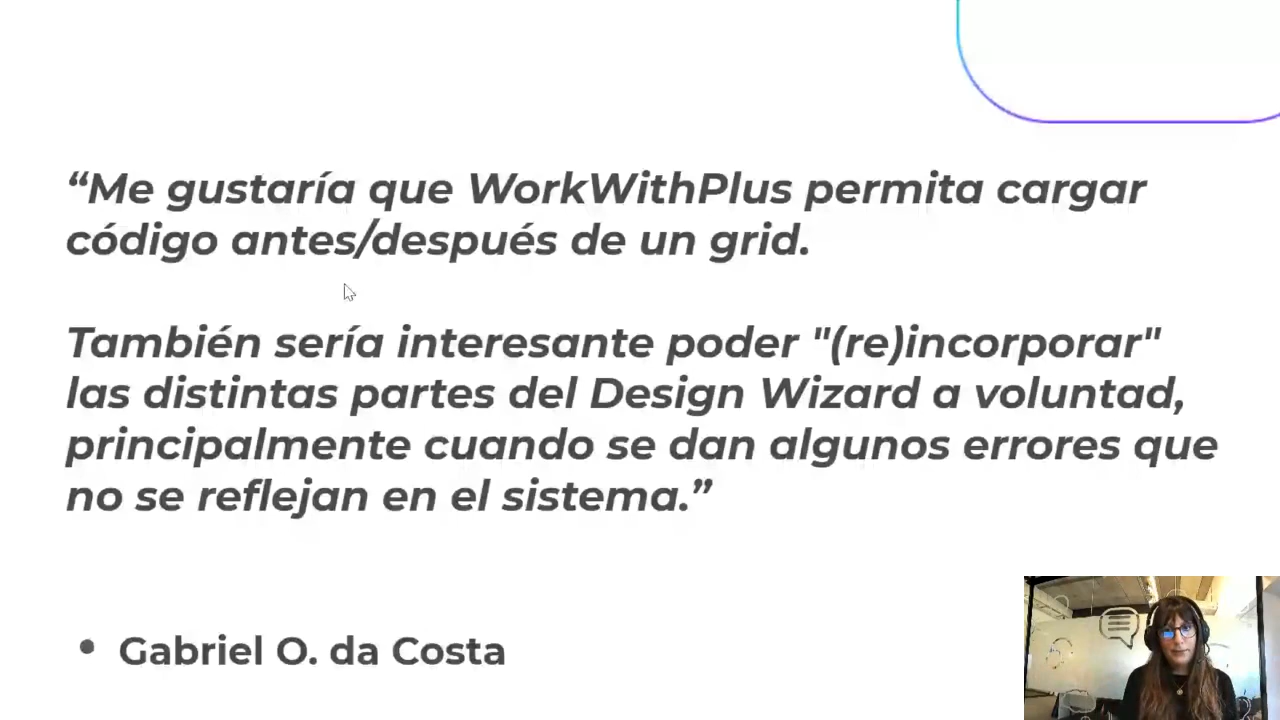 “Me gustaría que WorkWithPlus permita cargar
código antes/después de un grid.
También sería interesante poder "(re)incorporar"
las distintas partes del Design Wizard a voluntad,
principalmente cuando se dan algunos errores que
no se reflejan en el sistema.”
• Gabriel O. da Costa